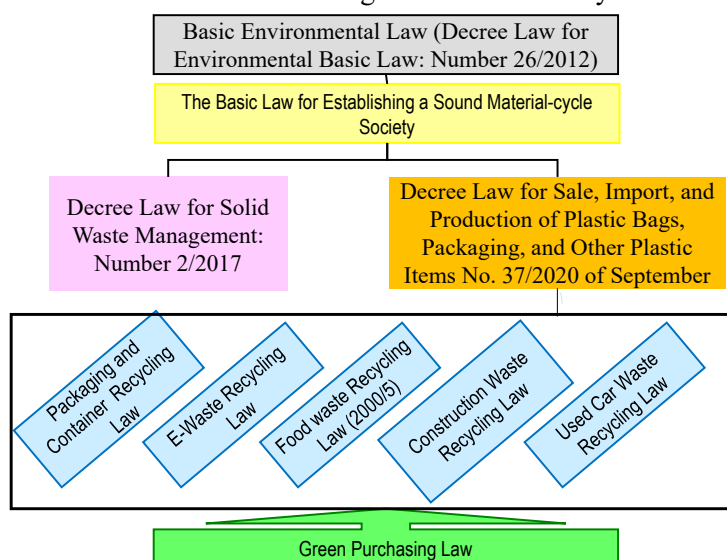 Basic Environmental Law (Decree Law for
Environmental Basic Law: Number 26/2012)
The Basic Law for Establishing a Sound Material-cycle
Society
Decree Law for Solid
Waste Management:
Number 2/2017
Decree Law for Sale, Import, and
Production of Plastic Bags,
Packaging, and Other Plastic
Items No. 37/2020 of September
Packaging and
Container Recycling
Law
E-Waste Recycling
Law
Food waste Recycling
Law (2000/5)
Construction Waste
Recycling Law
Used Car Waste
Recycling Law
Green Purchasing Law